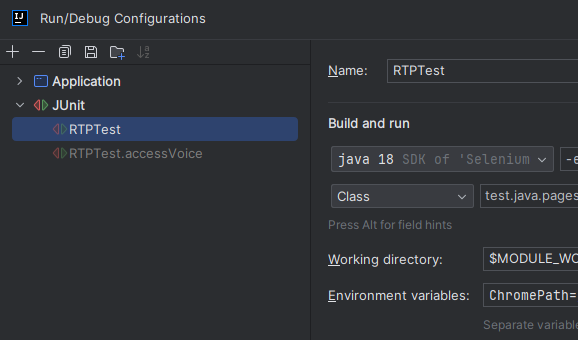 IJ Run/Debug Configurations
Application
JUnit
RTPTest
RTPTest.accessVoice
Name: RTPTest
Build and run
java 18 SDK of 'Selenium -e
Class test.java.pages
Press Alt for field hints
Working directory: $MODULE_WO
Environment variables: ChromePath=
Separate variable